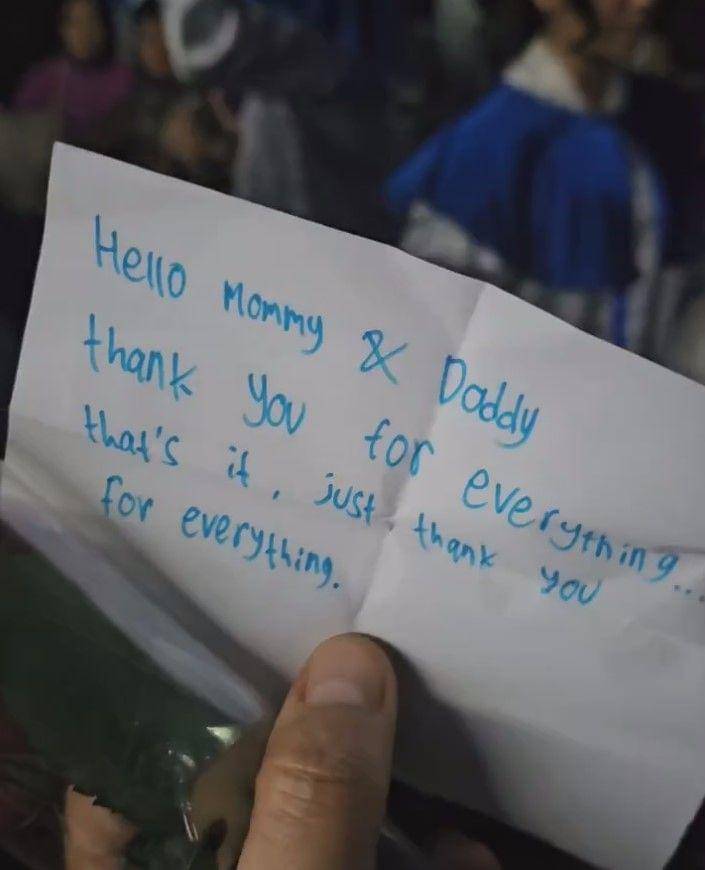 Hello Mommy & Daddy
thank you for everything...
that's it, just thank you
for everything.